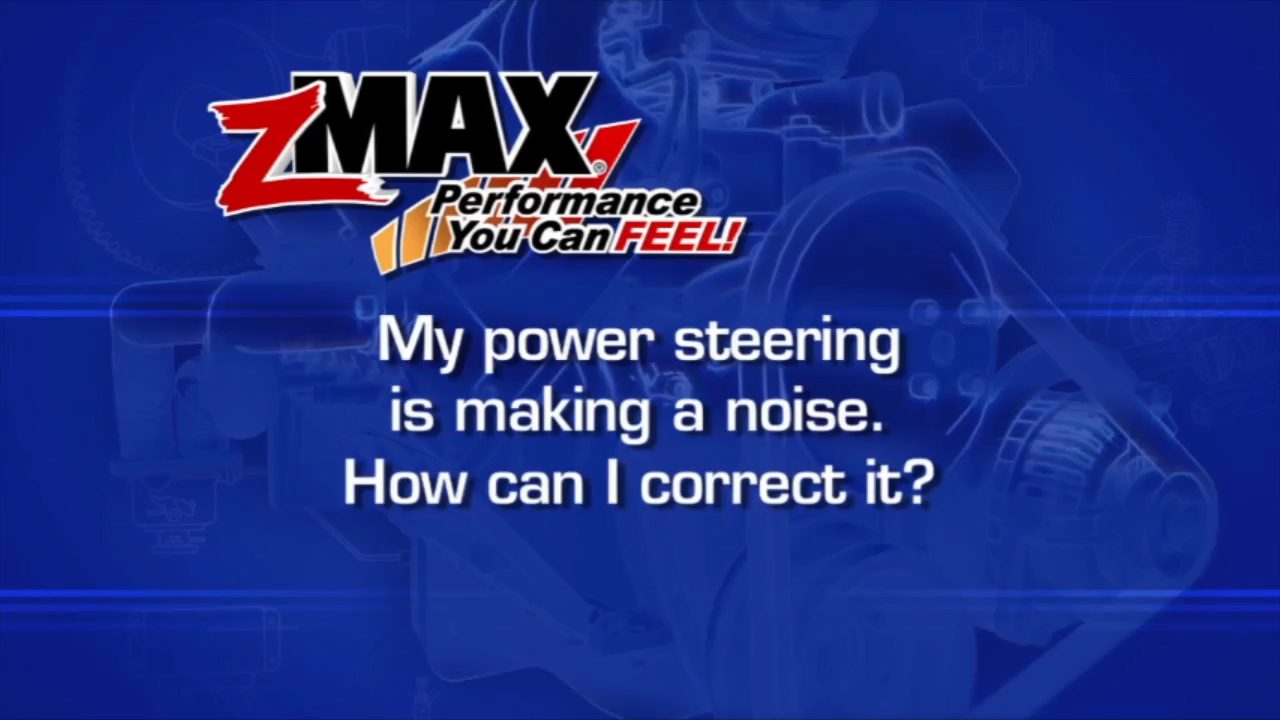 ZMAX®
Performance
You Can FEEL!
My power steering
is making a noise.
How can I correct it?